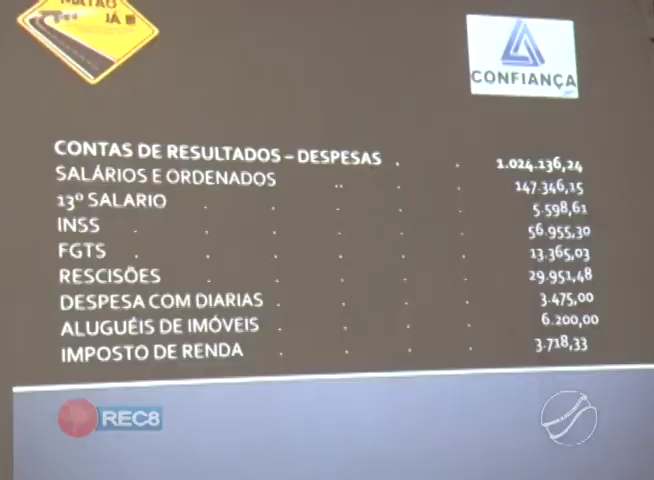 MATÃO
JÁ
CONFIANÇA
CONTAS DE RESULTADOS – DESPESAS . . 1.024.136,24
SALÁRIOS E ORDENADOS .. . . 147.346,15
13º SALARIO . . . . . 5.598,61
INSS . . . . . . 56.955,30
FGTS . . . . . . 13.365,03
RESCISÕES . . . . . 29.951,48
DESPESA COM DIARIAS . . . . 3.475,00
ALUGUÉIS DE IMÓVEIS . . . . 6.200,00
IMPOSTO DE RENDA . . . . 3.718,33
REC8